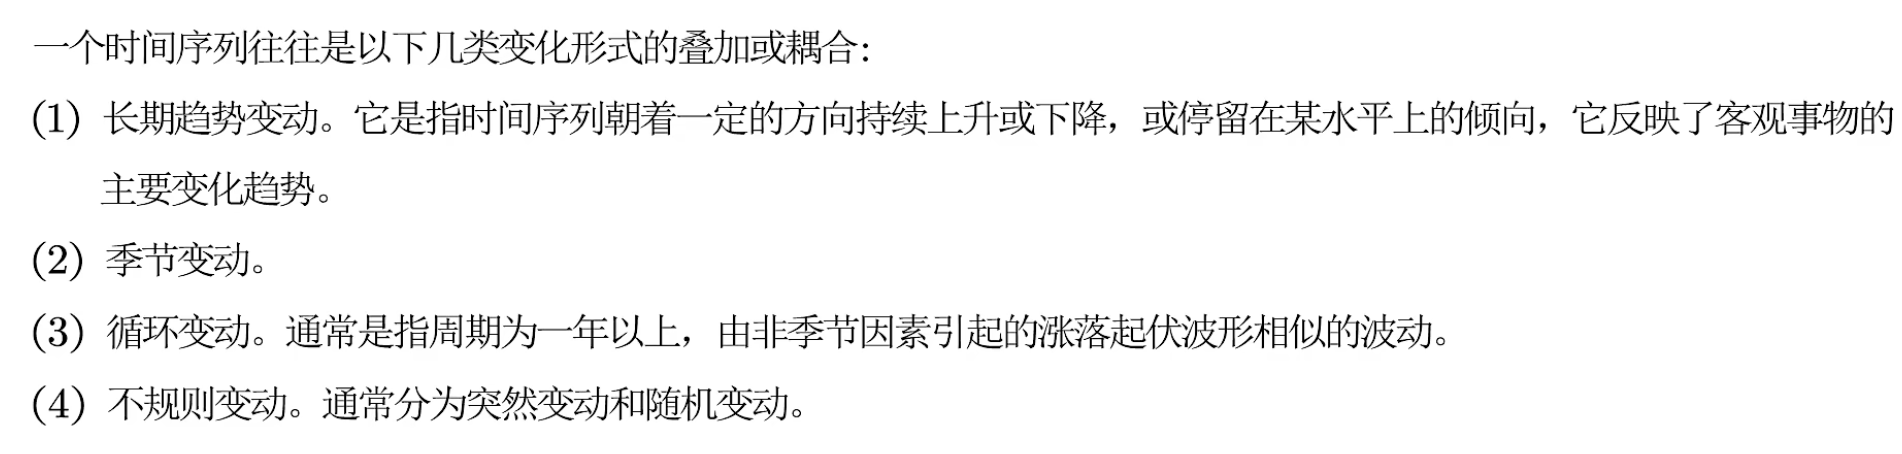 一个时间序列往往是以下几类变化形式的叠加或耦合:
(1) 长期趋势变动。它是指时间序列朝着一定的方向持续上升或下降，或停留在某水平上的倾向，它反映了客观事物的
主要变化趋势。
(2) 季节变动。
(3) 循环变动。通常是指周期为一年以上，由非季节因素引起的涨落起伏波形相似的波动。
(4) 不规则变动。通常分为突然变动和随机变动。